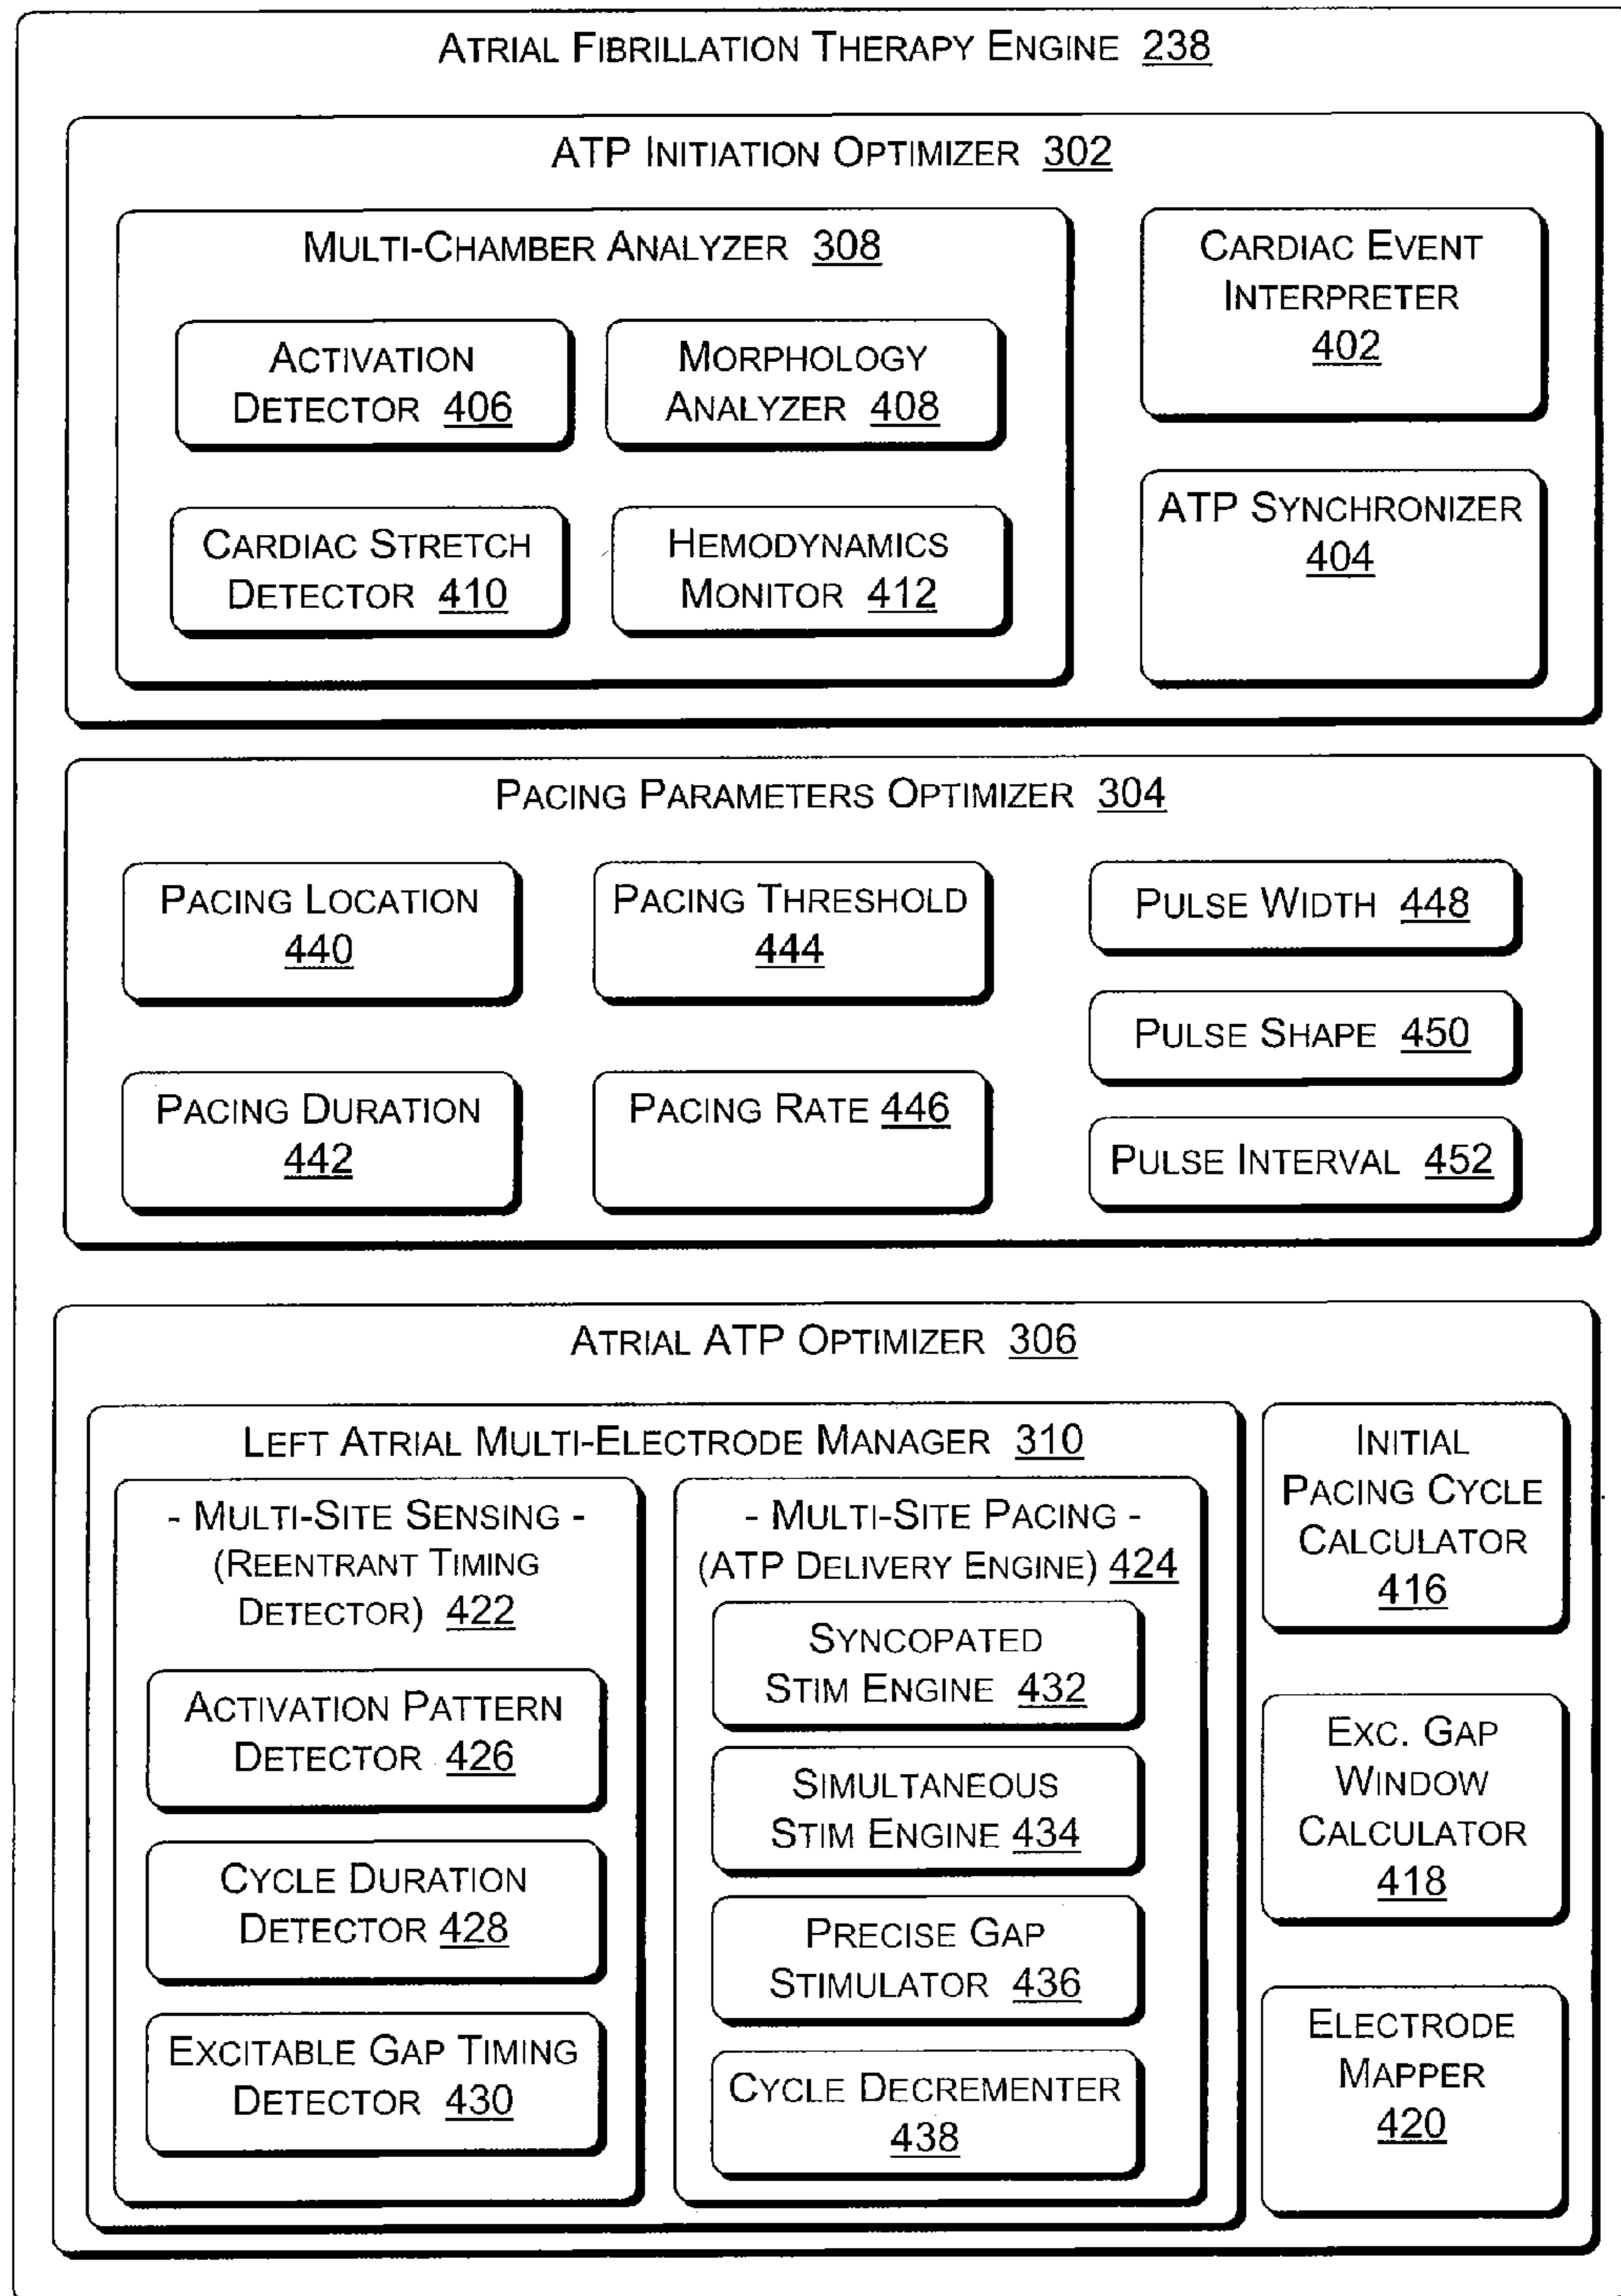 ATRIAL FIBRILLATION THERAPY ENGINE 238
ATP INITIATION OPTIMIZER 302
MULTI-CHAMBER ANALYZER 308
ACTIVATION
DETECTOR 406
MORPHOLOGY
ANALYZER 408
CARDIAC STRETCH
DETECTOR 410
HEMODYNAMICS
MONITOR 412
CARDIAC EVENT
INTERPRETER
402
ATP SYNCHRONIZER
404
PACING PARAMETERS OPTIMIZER 304
PACING LOCATION
440
PACING DURATION
442
PACING THRESHOLD
444
PACING RATE 446
PULSE WIDTH 448
PULSE SHAPE 450
PULSE INTERVAL 452
ATRIAL ATP OPTIMIZER 306
LEFT ATRIAL MULTI-ELECTRODE MANAGER 310
- MULTI-SITE SENSING -
(REENTRANT TIMING
DETECTOR) 422
ACTIVATION PATTERN
DETECTOR 426
CYCLE DURATION
DETECTOR 428
EXCITABLE GAP TIMING
DETECTOR 430
- MULTI-SITE PACING -
(ATP DELIVERY ENGINE) 424
SYNCOPATED
STIM ENGINE 432
SIMULTANEOUS
STIM ENGINE 434
PRECISE GAP
STIMULATOR 436
CYCLE DECREMENTER
438
INITIAL
PACING CYCLE
CALCULATOR
416
EXC. GAP
WINDOW
CALCULATOR
418
ELECTRODE
MAPPER
420